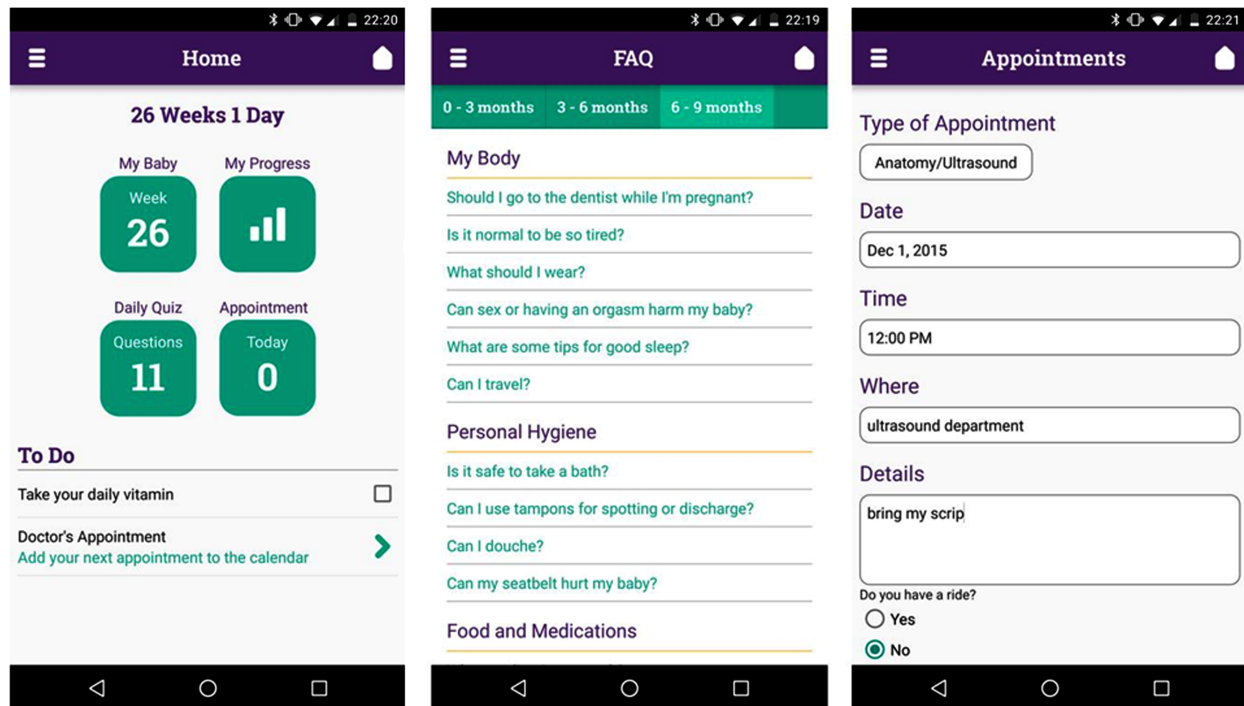 22:20
Home
26 Weeks 1 Day
My Baby
My Progress
Week
26
Daily Quiz
Appointment
Questions
11
Today
0
To Do
Take your daily vitamin
Doctor's Appointment
Add your next appointment to the calendar
22:19
FAQ
0 - 3 months
3 - 6 months
6 - 9 months
My Body
Should I go to the dentist while I'm pregnant?
Is it normal to be so tired?
What should I wear?
Can sex or having an orgasm harm my baby?
What are some tips for good sleep?
Can I travel?
Personal Hygiene
Is it safe to take a bath?
Can I use tampons for spotting or discharge?
Can I douche?
Can my seatbelt hurt my baby?
Food and Medications
22:21
Appointments
Type of Appointment
Anatomy/Ultrasound
Date
Dec 1, 2015
Time
12:00 PM
Where
ultrasound department
Details
bring my scrip
Do you have a ride?
Yes
No